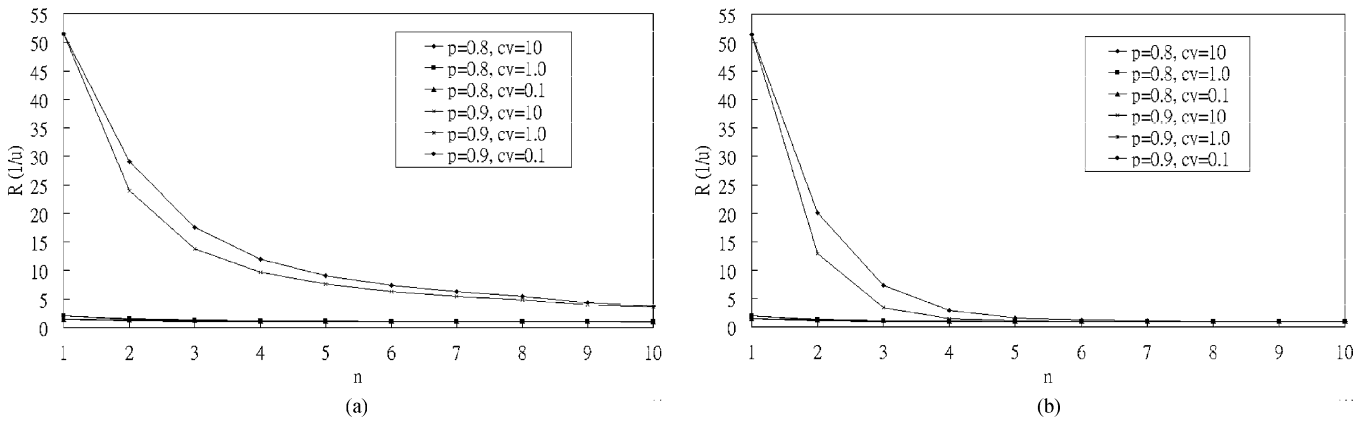 55
50
45
40
35
30
25
20
15
10
5
0
R (1/u)
1 2 3 4 5 6 7 8 9 10
n
p=0.8, cv=10
p=0.8, cv=1.0
p=0.8, cv=0.1
p=0.9, cv=10
p=0.9, cv=1.0
p=0.9, cv=0.1
(a)
55
50
45
40
35
30
25
20
15
10
5
0
R (1/u)
1 2 3 4 5 6 7 8 9 10
n
p=0.8, cv=10
p=0.8, cv=1.0
p=0.8, cv=0.1
p=0.9, cv=10
p=0.9, cv=1.0
p=0.9, cv=0.1
(b)